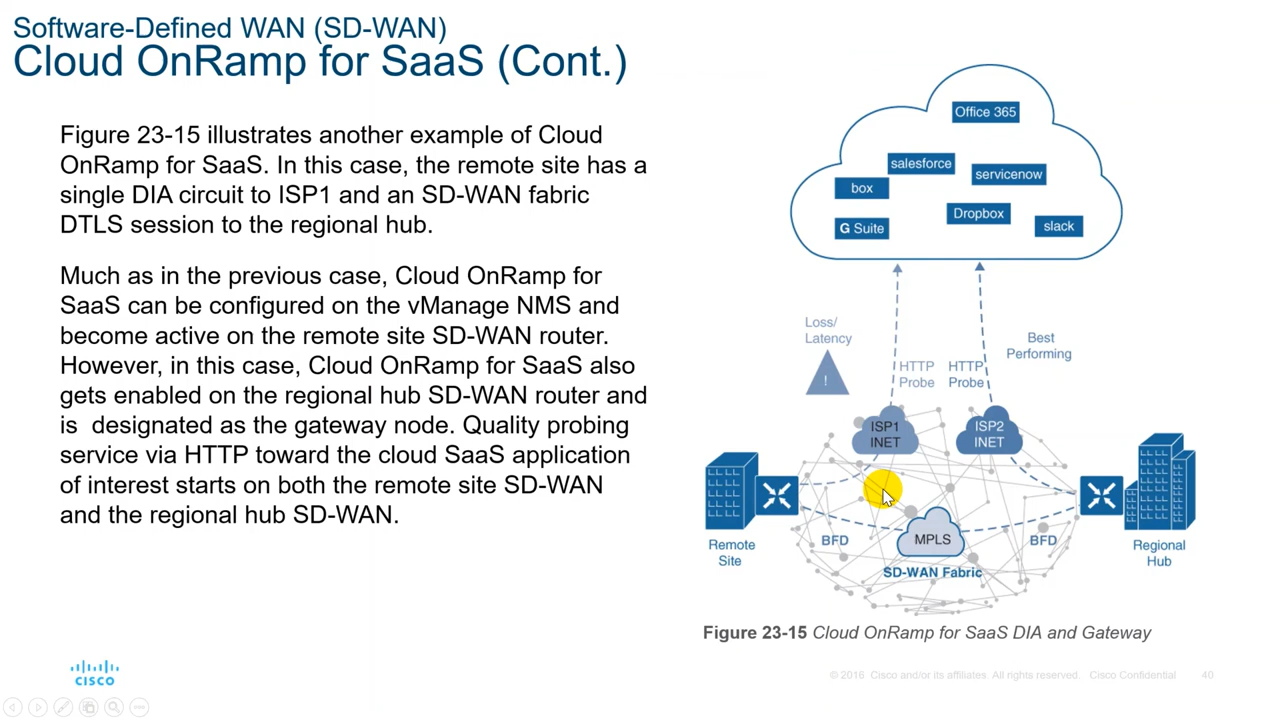 Software-Defined WAN (SD-WAN)
Cloud OnRamp for SaaS (Cont.)
Figure 23-15 illustrates another example of Cloud
OnRamp for SaaS. In this case, the remote site has a
single DIA circuit to ISP1 and an SD-WAN fabric
DTLS session to the regional hub.
Much as in the previous case, Cloud OnRamp for
SaaS can be configured on the vManage NMS and
become active on the remote site SD-WAN router.
However, in this case, Cloud OnRamp for SaaS also
gets enabled on the regional hub SD-WAN router and
is designated as the gateway node. Quality probing
service via HTTP toward the cloud SaaS application
of interest starts on both the remote site SD-WAN
and the regional hub SD-WAN.
Office 365
salesforce
servicenow
box
Dropbox
G Suite
slack
Loss/
Latency
!
HTTP
Probe
HTTP
Probe
Best
Performing
ISP1
INET
ISP2
INET
Remote
Site
BFD
MPLS
BFD
SD-WAN Fabric
Regional
Hub
Figure 23-15 Cloud OnRamp for SaaS DIA and Gateway
CISCO
© 2016 Cisco and/or its affiliates. All rights reserved. Cisco Confidential
40